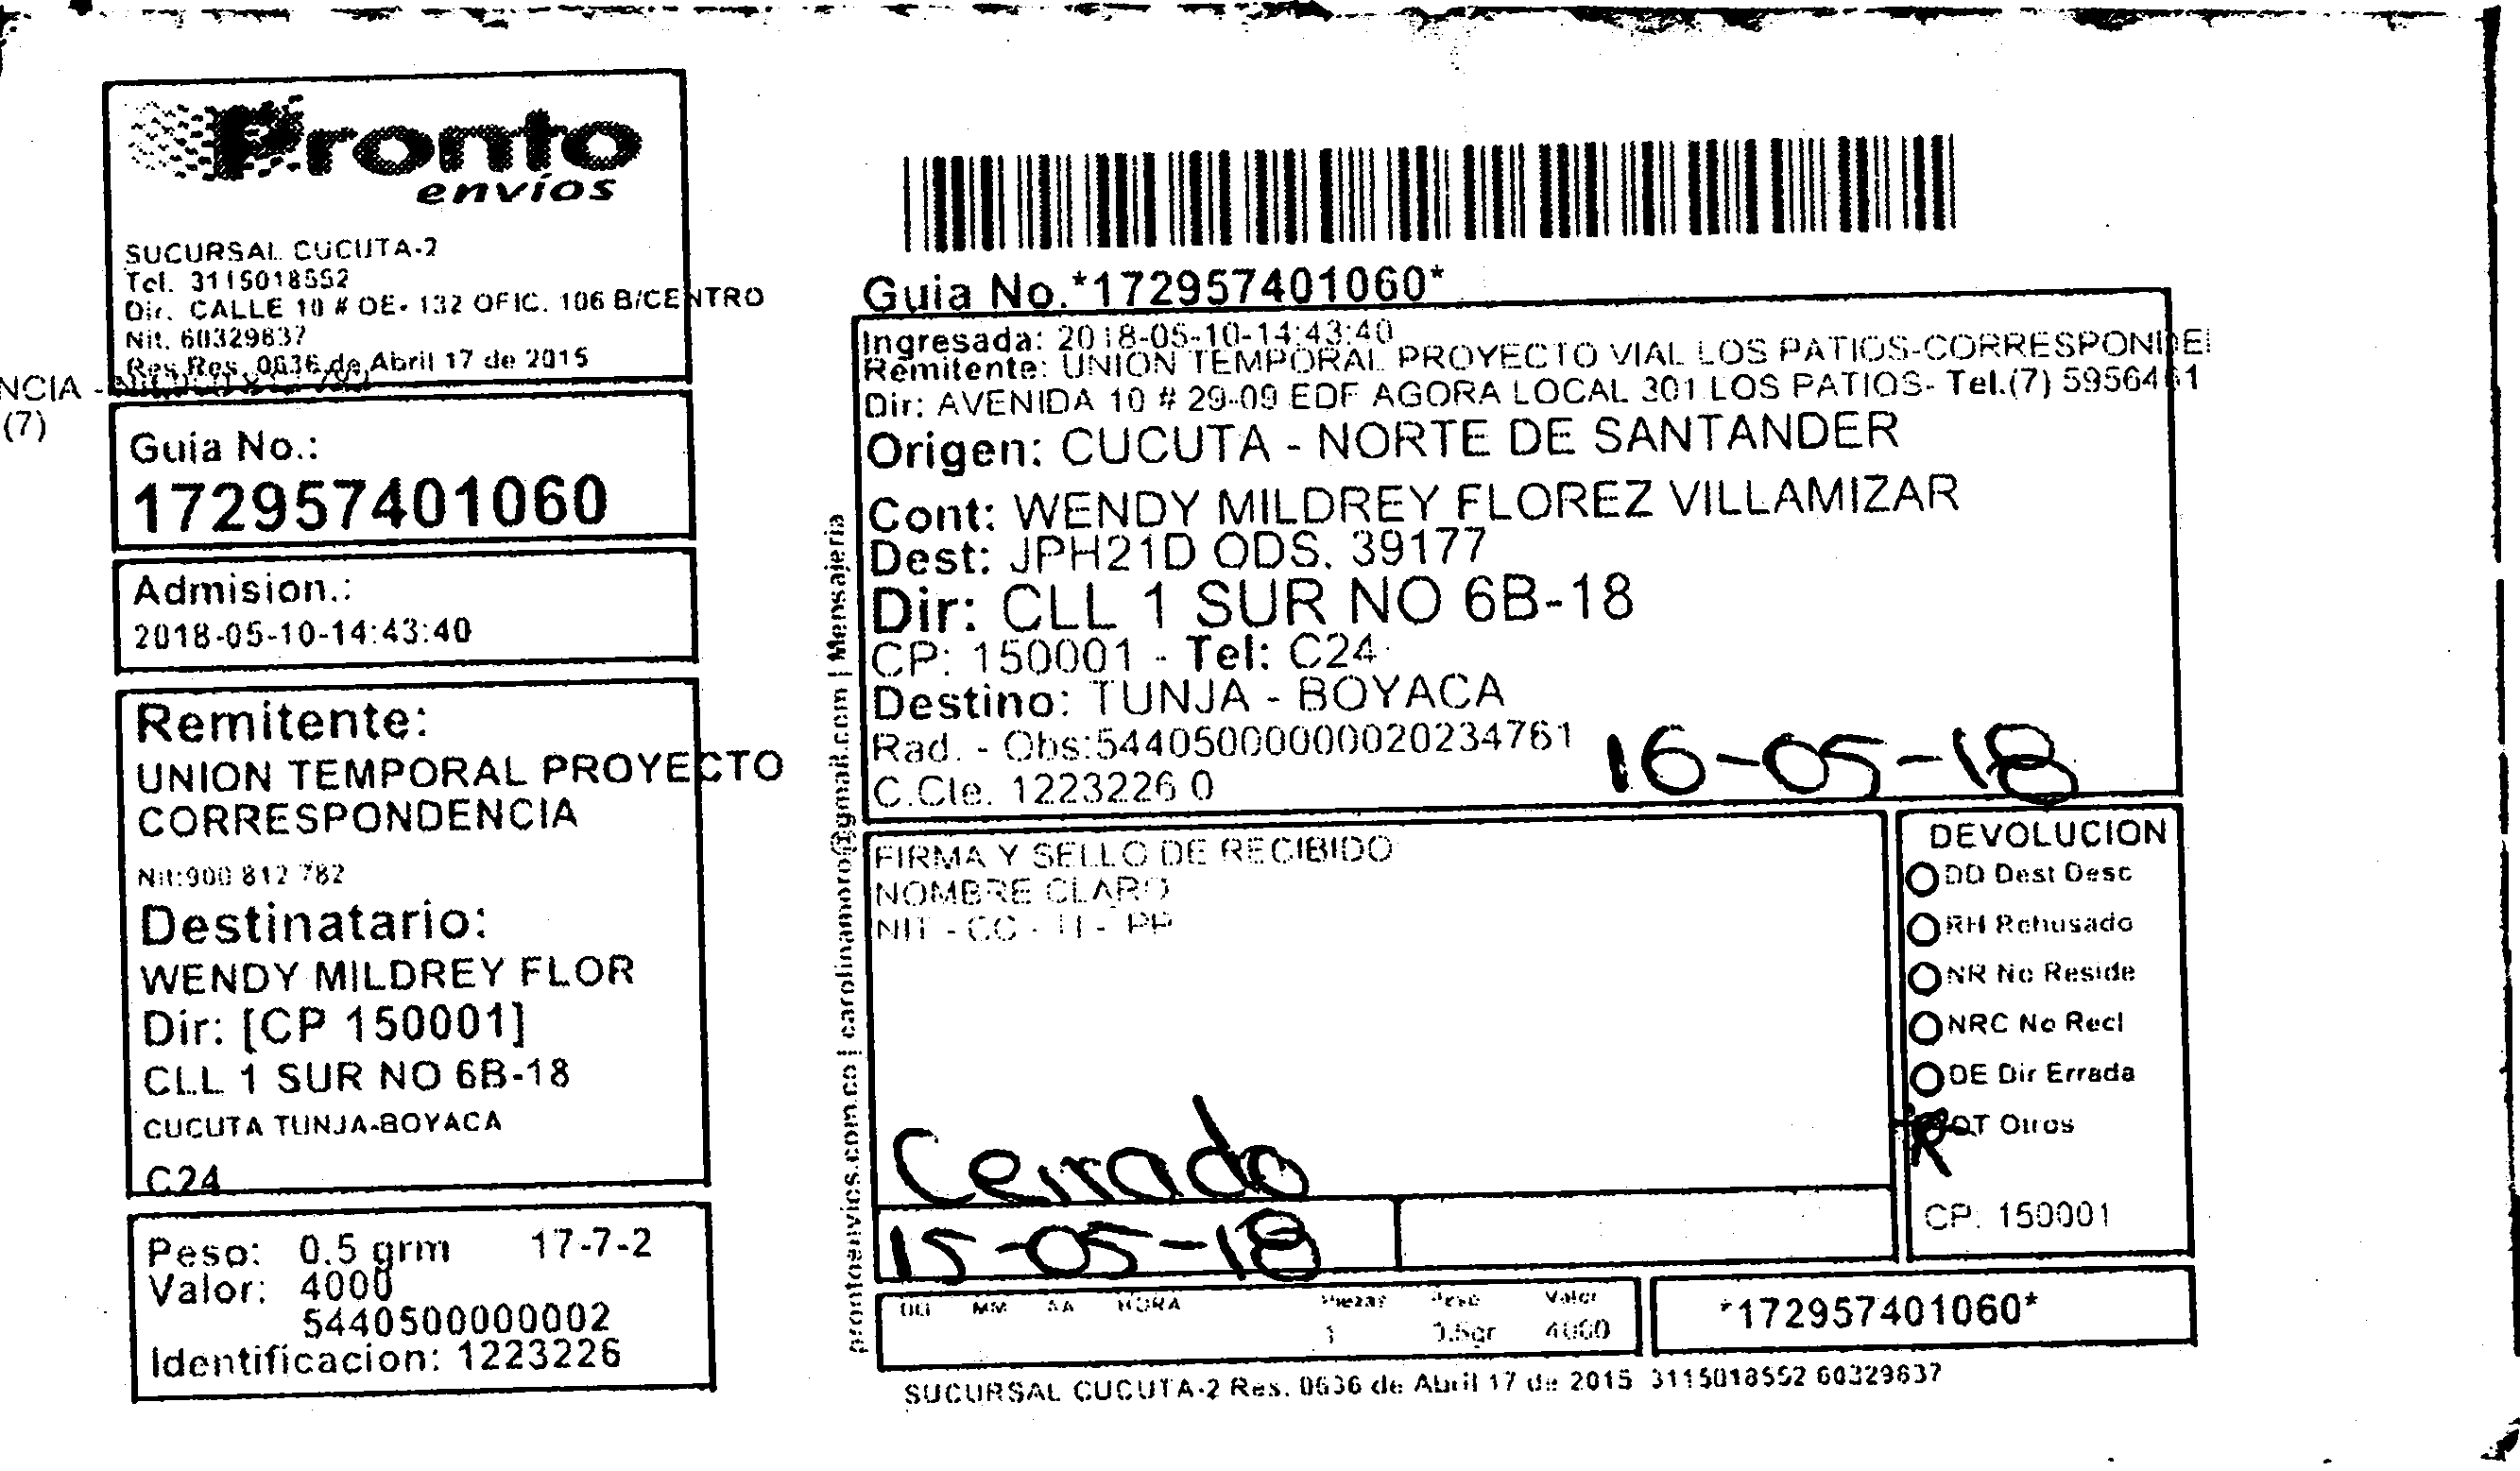 Pronto
envíos
SUCURSAL CUCUTA-2
Tel. 3115018552
Dir. CALLE 10 # OE- 132 OFIC. 106 B/CENTRO
Nit. 60329837
Res.Res. 0636 de Abril 17 de 2015
NCIA -
(7)
Guia No.:
172957401060
Admision.:
2018-05-10-14:43:40
Remitente:
UNION TEMPORAL PROYECTO
CORRESPONDENCIA
Nit:900 812 782
Destinatario:
WENDY MILDREY FLOR
Dir: [CP 150001]
CLL 1 SUR NO 6B-18
CUCUTA TUNJA-BOYACA
C24
Peso: 0.5 grm 17-7-2
Valor: 4000
5440500000002
Identificacion: 1223226
prontoenvios.com.co | carolinamoro@gmail.com | Mensajeria
Guia No.*172957401060*
Ingresada: 2018-05-10-14:43:40
Remitente: UNION TEMPORAL PROYECTO VIAL LOS PATIOS-CORRESPONDE
Dir: AVENIDA 10 # 29-09 EDF AGORA LOCAL 301 LOS PATIOS- Tel.(7) 5956461
Origen: CUCUTA - NORTE DE SANTANDER
Cont: WENDY MILDREY FLOREZ VILLAMIZAR
Dest: JPH21D ODS. 39177
Dir: CLL 1 SUR NO 6B-18
CP: 150001 - Tel: C24
Destino: TUNJA - BOYACA
Rad. - Obs:544050000000020234761
C.Cte. 1223226 0
16-05-18
FIRMA Y SELLO DE RECIBIDO
NOMBRE CLARO
NIT - CC - TI - PP
Cerrado
15-05-18
DEVOLUCION
DD Dest Desc
RH Rehusado
NR No Reside
NRC No Recl
DE Dir Errada
OT Otros
CP. 150001
DD MM AA HORA Piezas Peso Valor
1 0.5gr 4000
*172957401060*
SUCURSAL CUCUTA-2 Res. 0636 de Abril 17 de 2015 3115018552 60329837